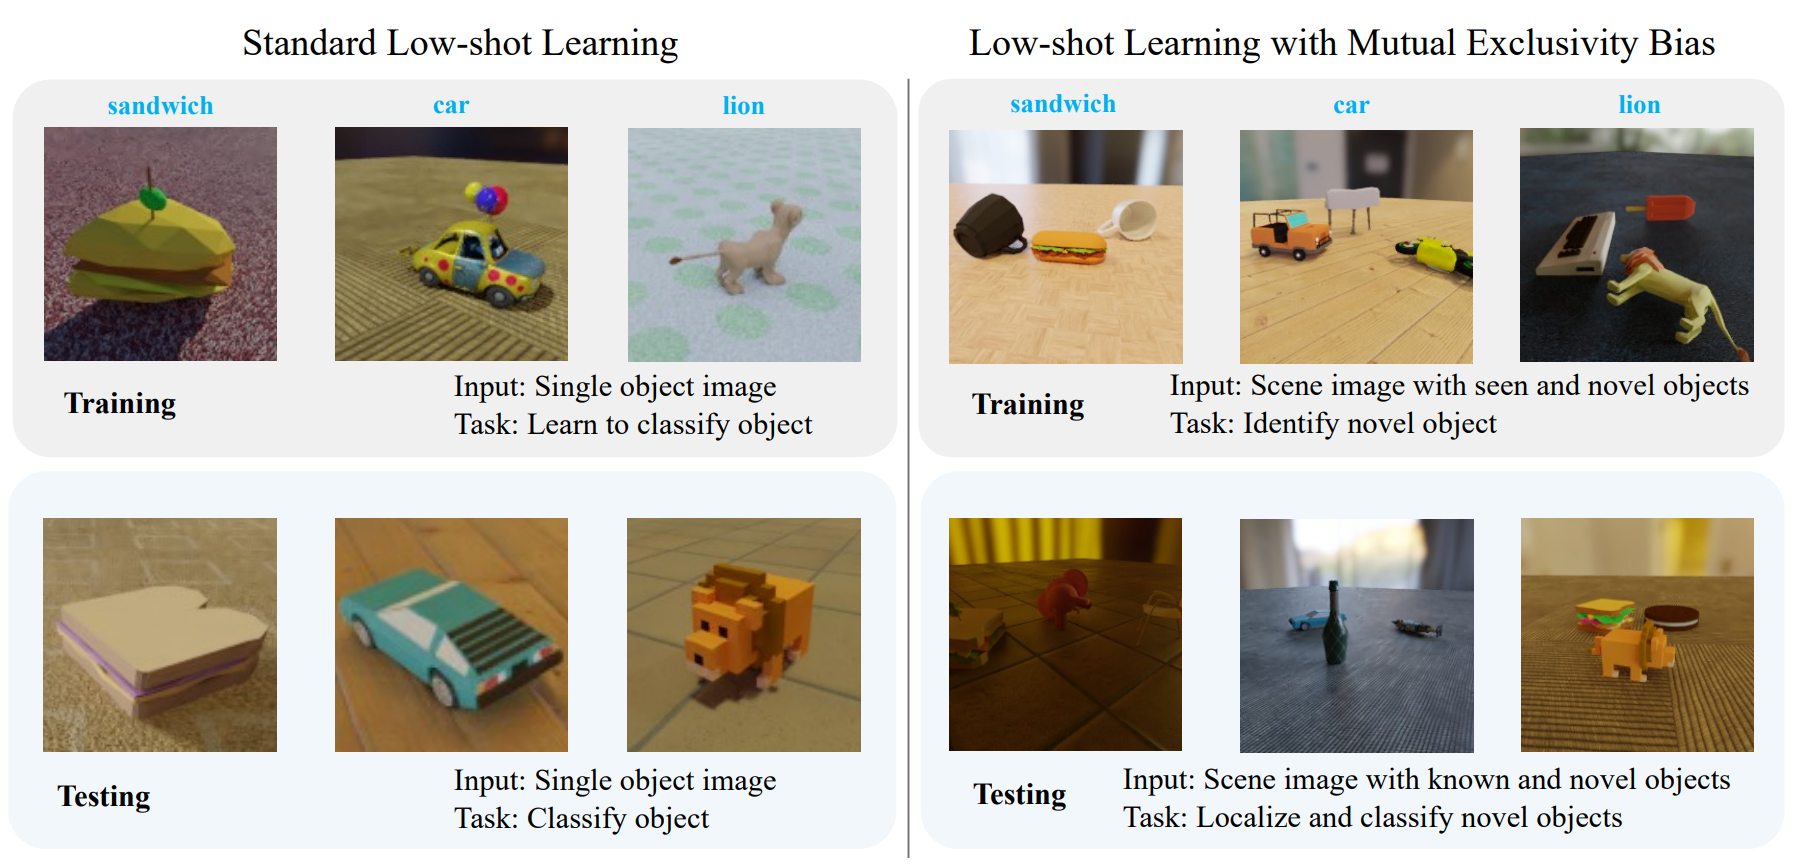 Standard Low-shot Learning
sandwich
car
lion
Training
Input: Single object image
Task: Learn to classify object
Testing
Input: Single object image
Task: Classify object
Low-shot Learning with Mutual Exclusivity Bias
sandwich
car
lion
Training
Input: Scene image with seen and novel objects
Task: Identify novel object
Testing
Input: Scene image with known and novel objects
Task: Localize and classify novel objects